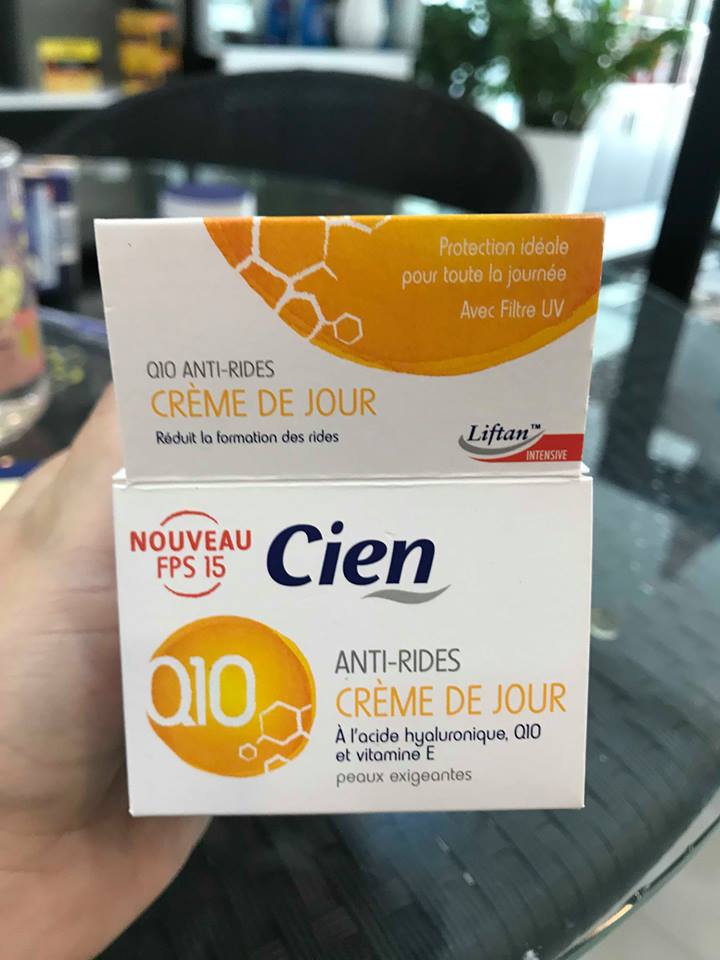 Protection idéale
pour toute la journée
Avec Filtre UV
Q10 ANTI-RIDES
CRÈME DE JOUR
Réduit la formation des rides
Liftan™
INTENSIVE
NOUVEAU
FPS 15
Cien
Q10
ANTI-RIDES
CRÈME DE JOUR
À l'acide hyaluronique, Q10
et vitamine E
peaux exigeantes